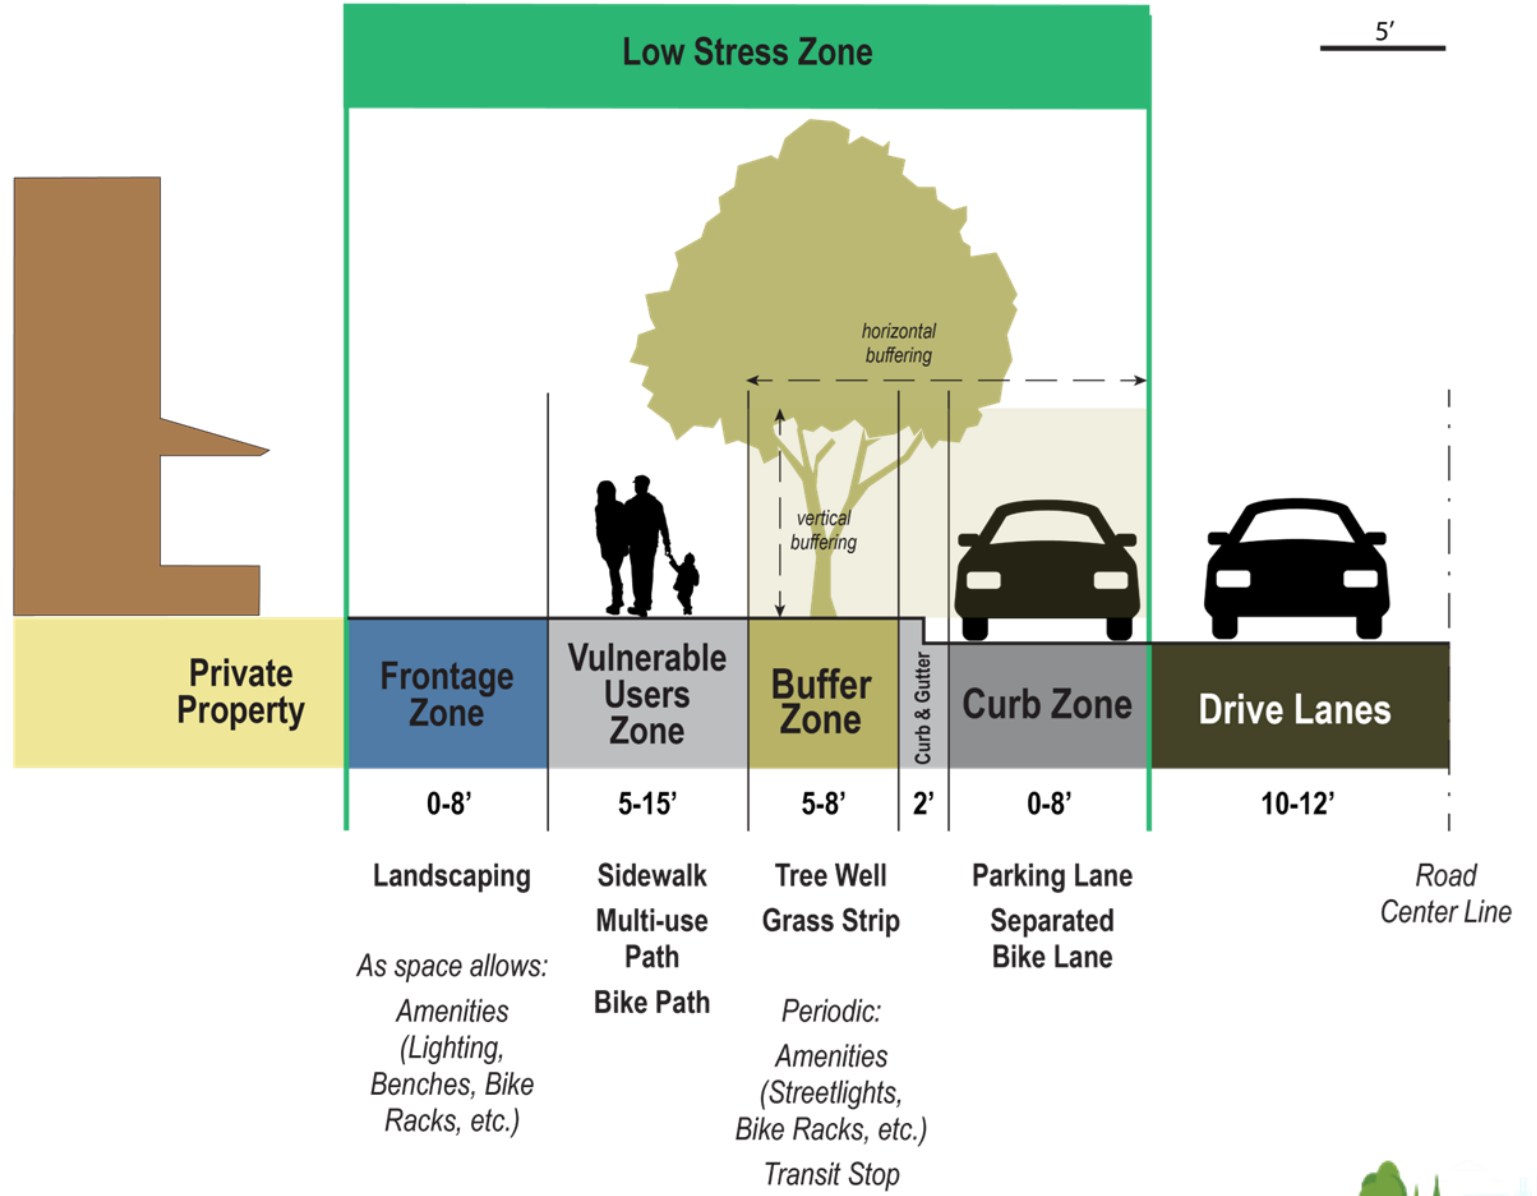 Low Stress Zone
5’
horizontal
buffering
vertical
buffering
Private
Property
Frontage
Zone
Vulnerable
Users
Zone
Buffer
Zone
Curb & Gutter
Curb Zone
Drive Lanes
0-8’
5-15’
5-8’
2’
0-8’
10-12’
Landscaping
As space allows:
Amenities
(Lighting,
Benches, Bike
Racks, etc.)
Sidewalk
Multi-use
Path
Bike Path
Tree Well
Grass Strip
Periodic:
Amenities
(Streetlights,
Bike Racks, etc.)
Transit Stop
Parking Lane
Separated
Bike Lane
Road
Center Line